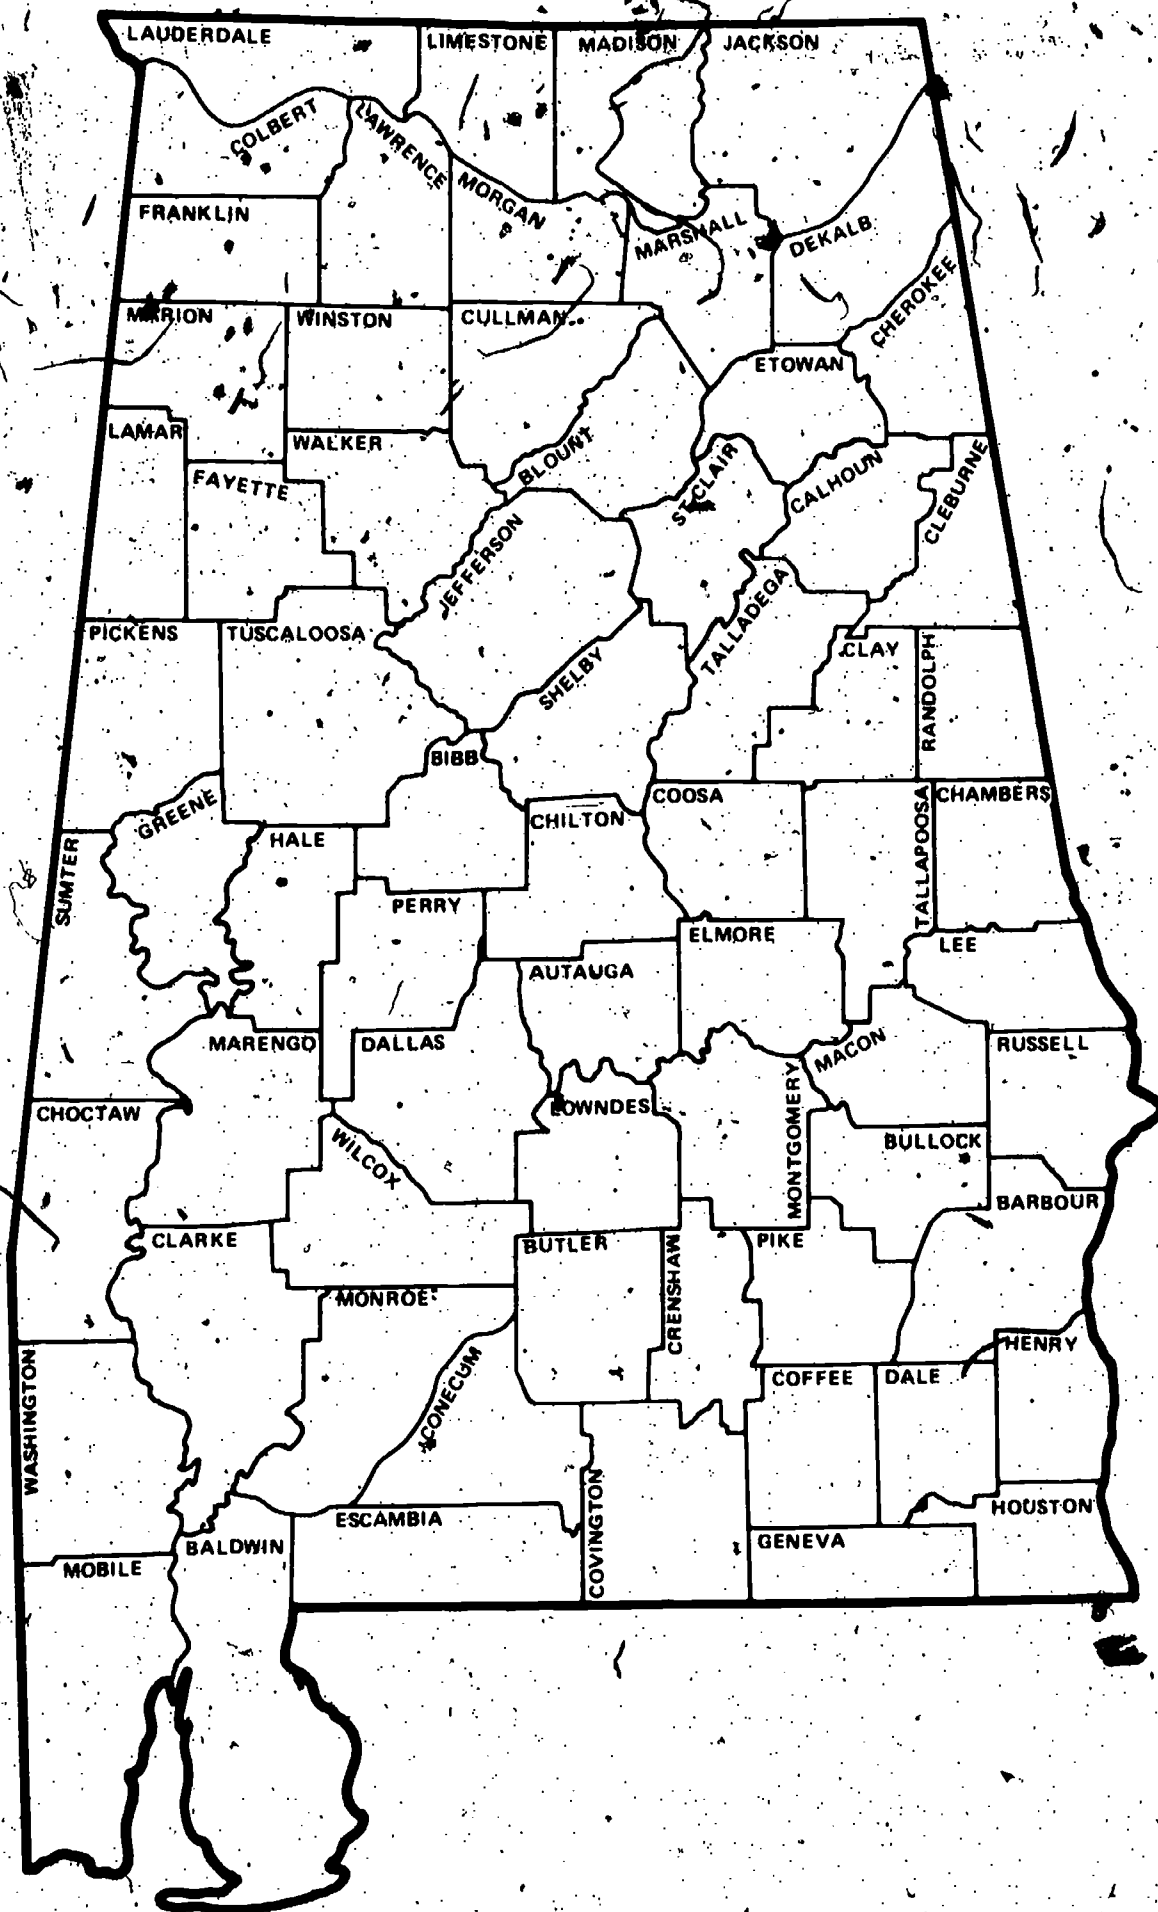 LAUDERDALE
LIMESTONE
MADISON
JACKSON
COLBERT
LAWRENCE
MORGAN
FRANKLIN
MARSHALL
DEKALB
CHEROKEE
MARION
WINSTON
CULLMAN
ETOWAN
LAMAR
WALKER
BLOUNT
ST CLAIR
CALHOUN
CLEBURNE
FAYETTE
JEFFERSON
TALLADEGA
PICKENS
TUSCALOOSA
SHELBY
CLAY
RANDOLPH
BIBB
GREENE
COOSA
TALLAPOOSA
CHAMBERS
SUMTER
HALE
CHILTON
PERRY
ELMORE
LEE
AUTAUGA
MARENGO
DALLAS
MACON
RUSSELL
CHOCTAW
LOWNDES
MONTGOMERY
BULLOCK
WILCOX
BARBOUR
CLARKE
BUTLER
CRENSHAW
PIKE
MONROE
CONECUM
HENRY
WASHINGTON
COFFEE
DALE
ESCAMBIA
COVINGTON
HOUSTON
BALDWIN
GENEVA
MOBILE